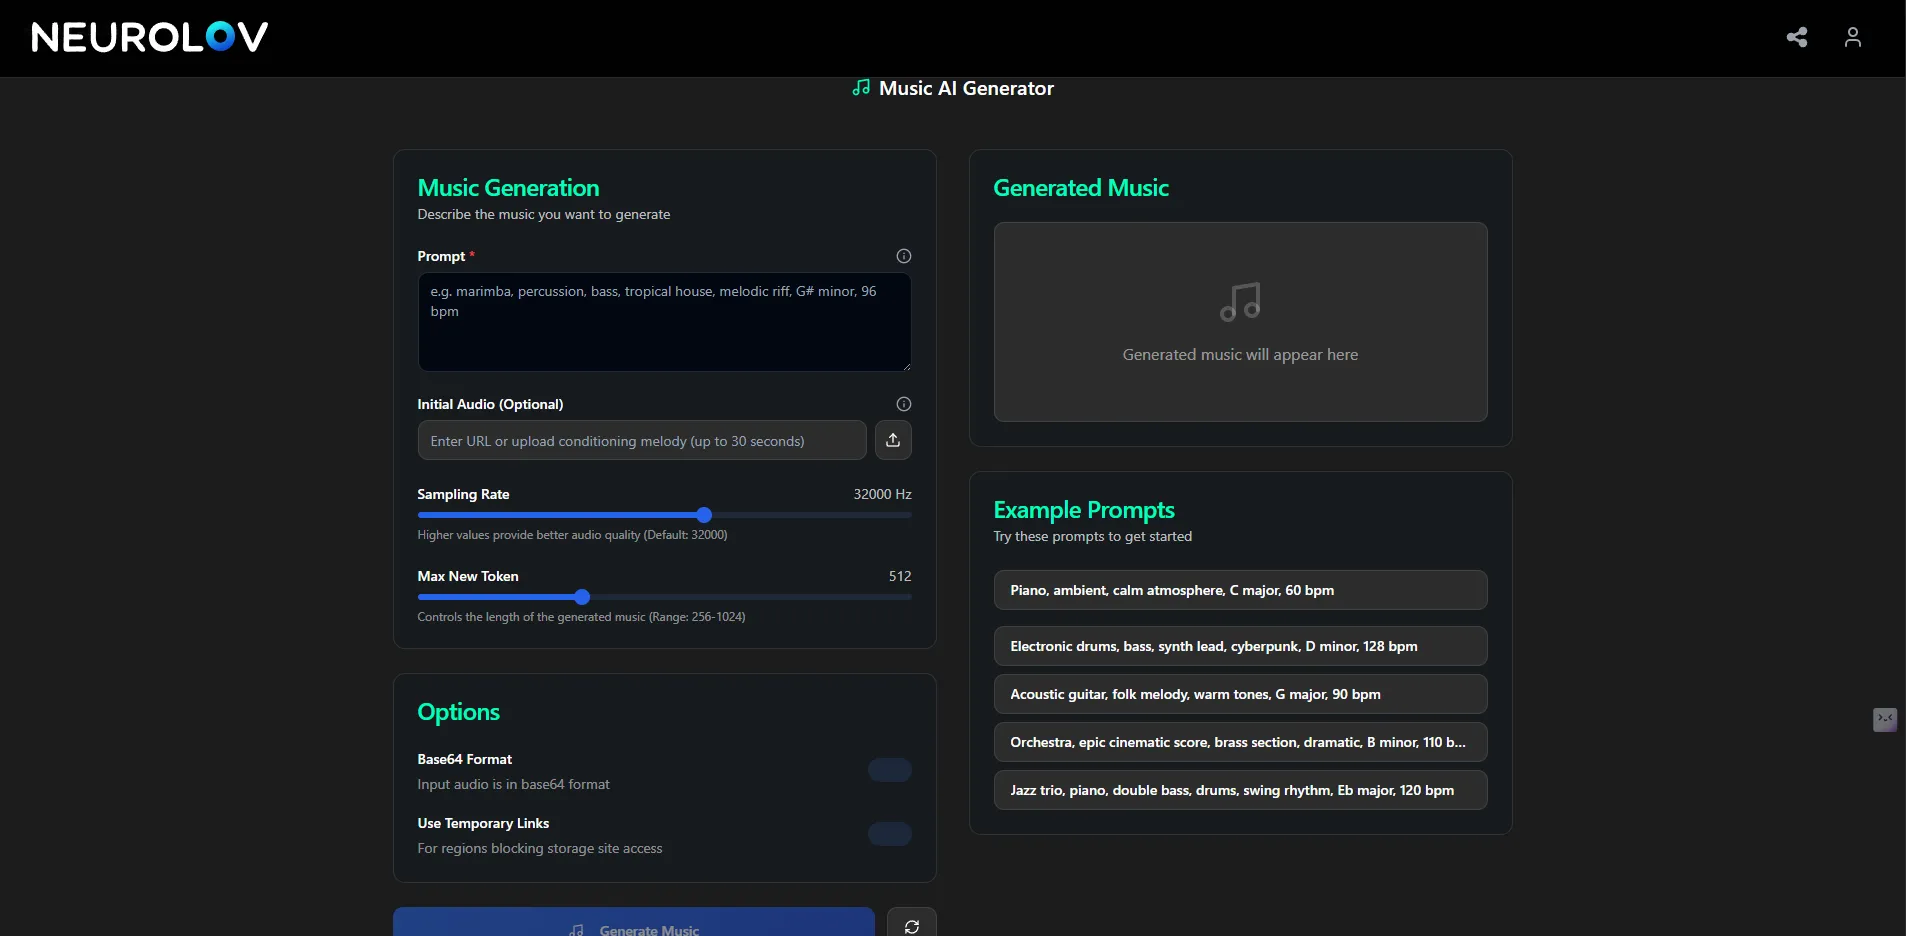 NEUROLOV
Music AI Generator
Music Generation
Describe the music you want to generate
Prompt *
e.g. marimba, percussion, bass, tropical house, melodic riff, G# minor, 96
bpm
Initial Audio (Optional)
Enter URL or upload conditioning melody (up to 30 seconds)
Sampling Rate
32000 Hz
Higher values provide better audio quality (Default: 32000)
Max New Token
512
Controls the length of the generated music (Range: 256-1024)
Options
Base64 Format
Input audio is in base64 format
Use Temporary Links
For regions blocking storage site access
Generate Music
Generated Music
Generated music will appear here
Example Prompts
Try these prompts to get started
Piano, ambient, calm atmosphere, C major, 60 bpm
Electronic drums, bass, synth lead, cyberpunk, D minor, 128 bpm
Acoustic guitar, folk melody, warm tones, G major, 90 bpm
Orchestra, epic cinematic score, brass section, dramatic, B minor, 110 b...
Jazz trio, piano, double bass, drums, swing rhythm, Eb major, 120 bpm